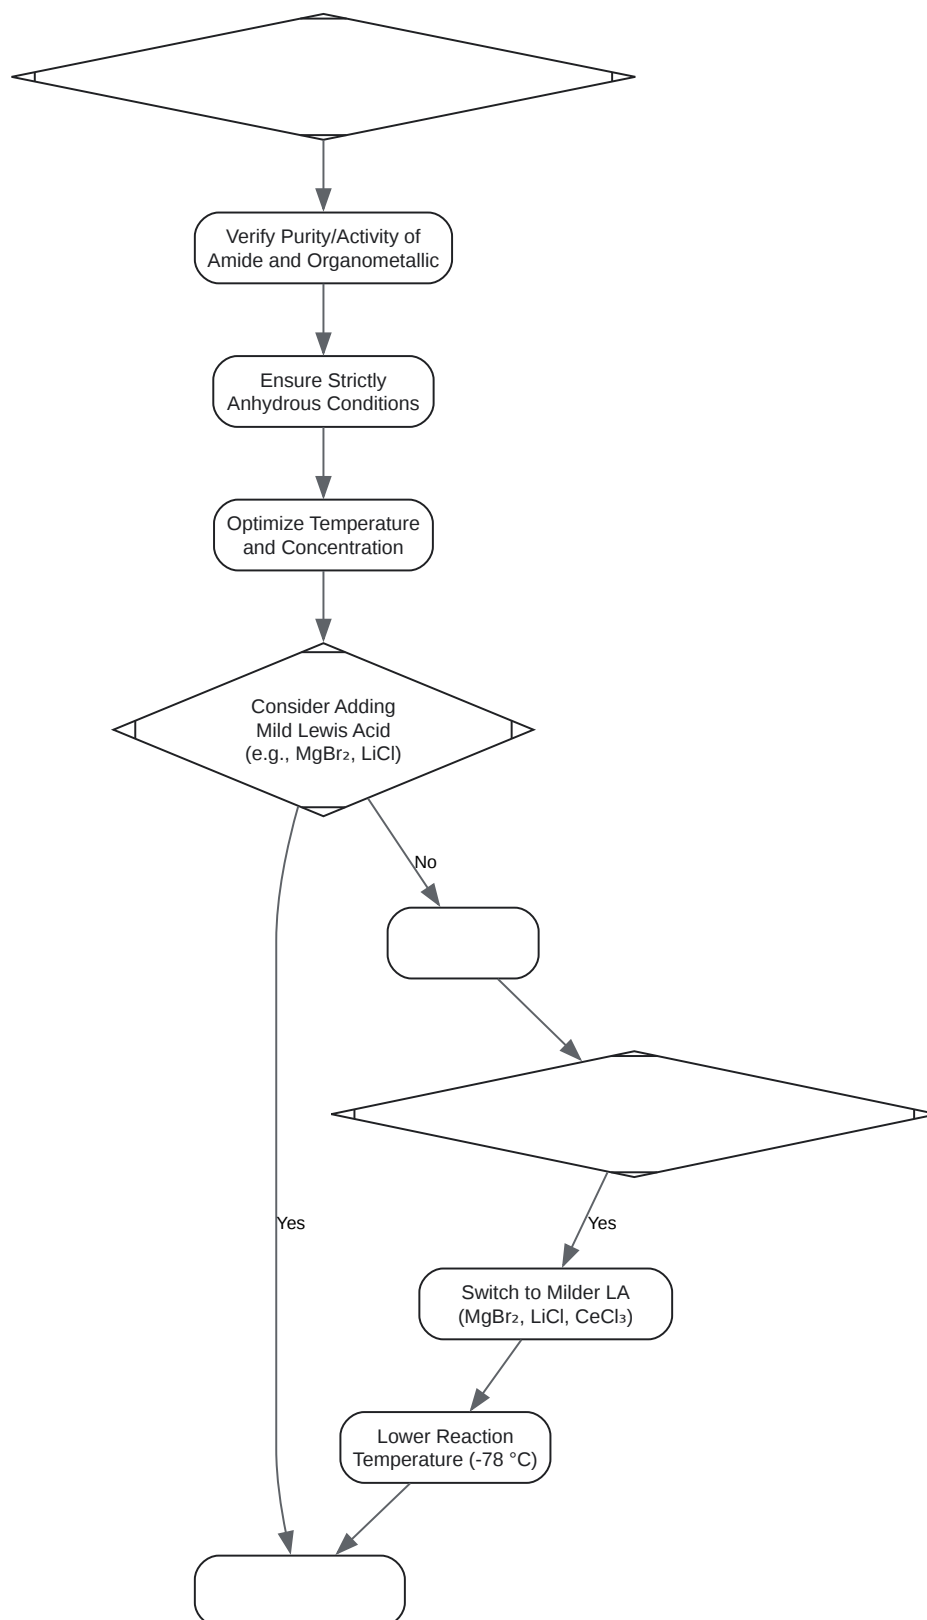 Verify Purity/Activity of
Amide and Organometallic
Ensure Strictly
Anhydrous Conditions
Optimize Temperature
and Concentration
Consider Adding
Mild Lewis Acid
(e.g., MgBr₂, LiCl)
No
Yes
Yes
Switch to Milder LA
(MgBr₂, LiCl, CeCl₃)
Lower Reaction
Temperature (-78 °C)